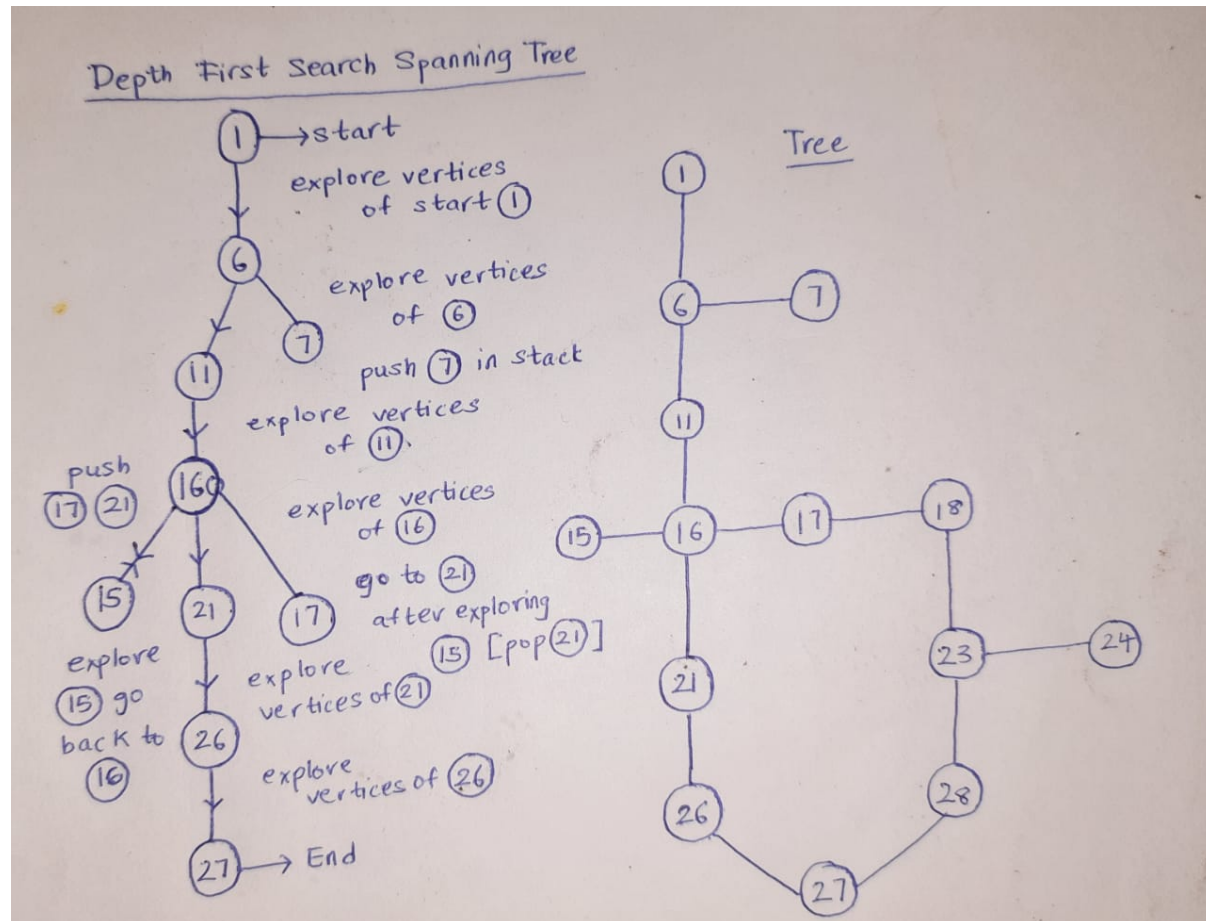 Depth First Search Spanning Tree
1 → start
explore vertices
of start 1
6
explore vertices
of 6
7
push 7 in stact
11
explore vertices
of 11.
push
17 21
16
explore vertices
of 16
go to 21
after exploring
15 [pop 21]
15
21
17
explore
15 go
back to
16
explore
vertices of 21
26
explore
vertices of 26
27 → End
Tree
1
6
7
11
15
16
17
18
21
23
24
26
28
27